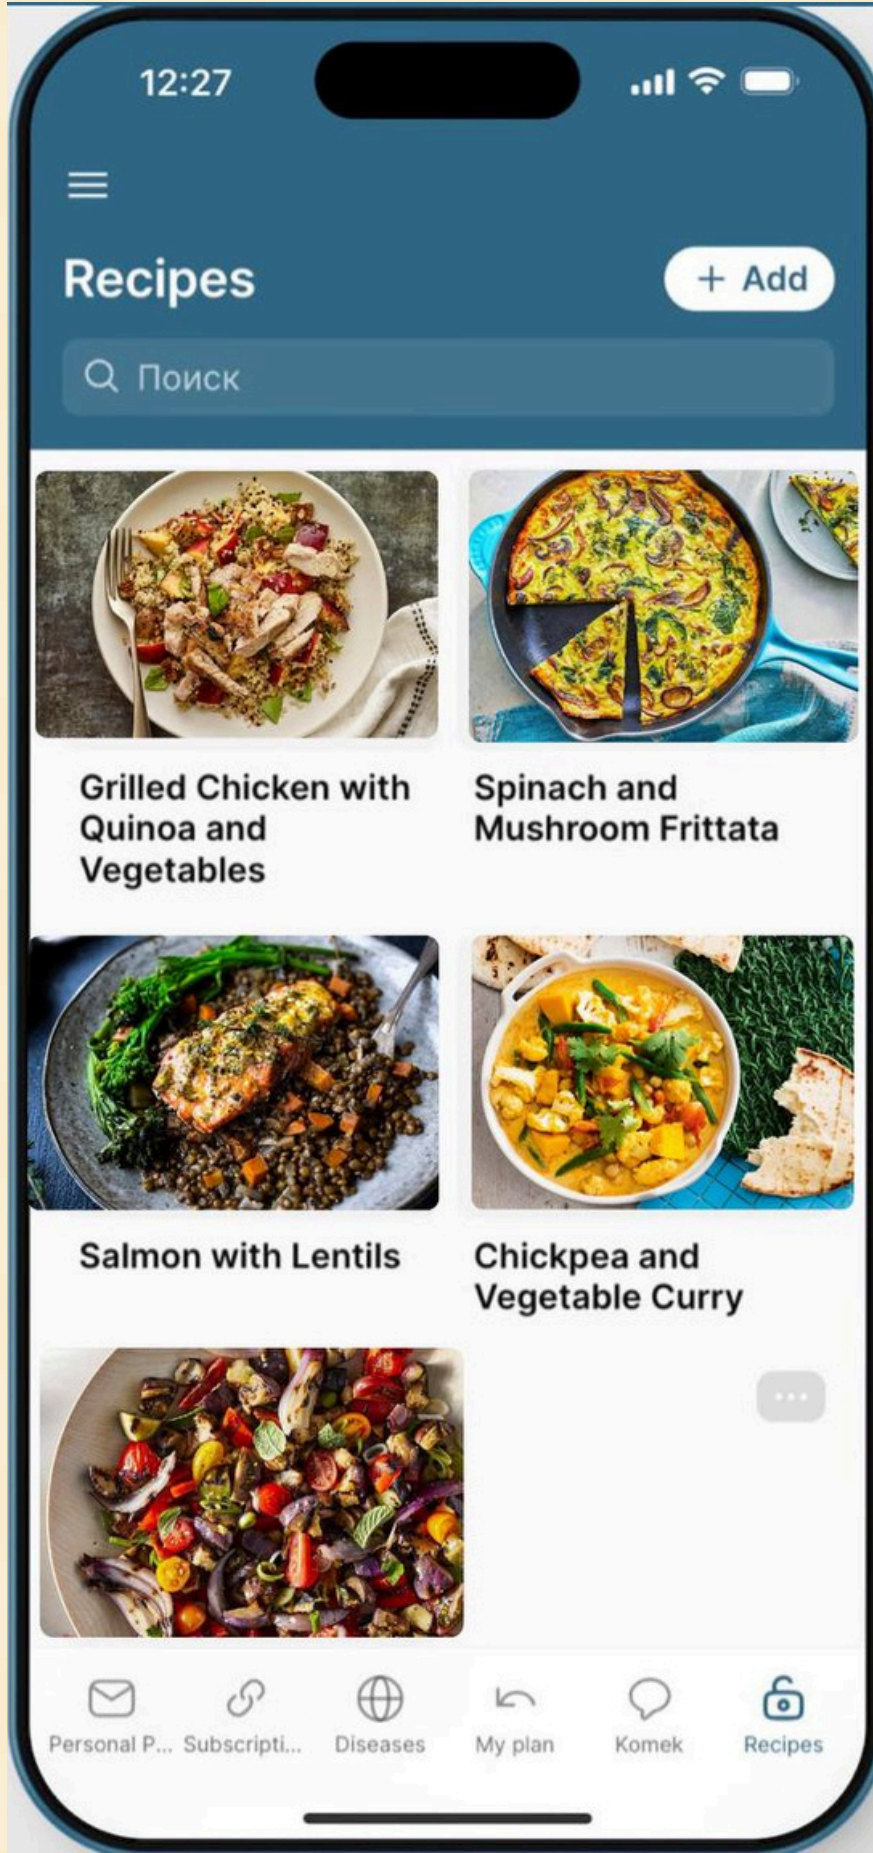 12:27
Recipes
+ Add
Поиск
Grilled Chicken with
Quinoa and
Vegetables
Spinach and
Mushroom Frittata
Salmon with Lentils
Chickpea and
Vegetable Curry
Personal P...
Subscripti...
Diseases
My plan
Komek
Recipes